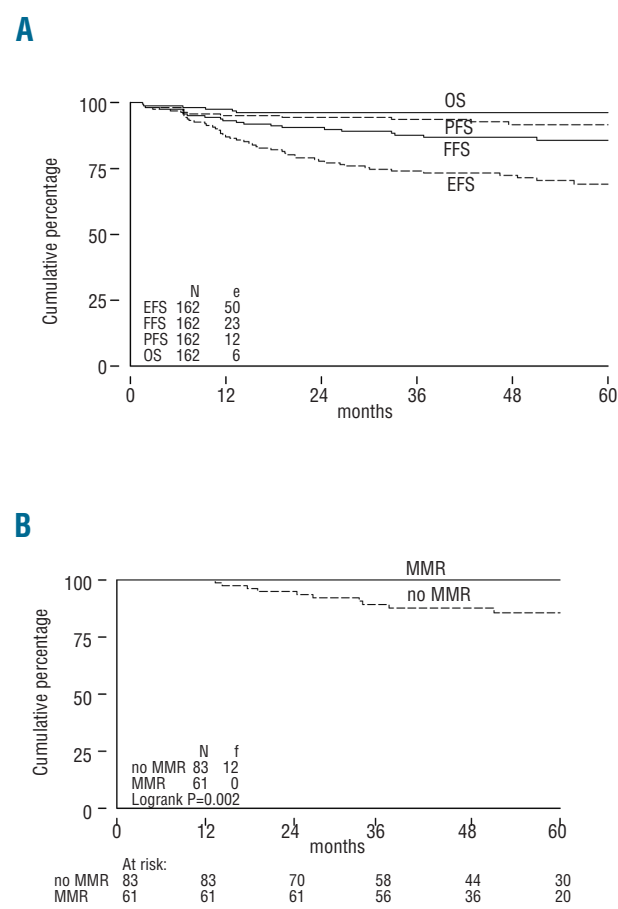 A
100
75
50
25
0
Cumulative percentage
OS
PFS
FFS
EFS
N e
EFS 162 50
FFS 162 23
PFS 162 12
OS 162 6
0 12 24 36 48 60
months
B
100
75
50
25
0
Cumulative percentage
MMR
no MMR
N f
no MMR 83 12
MMR 61 0
Logrank P=0.002
0 12 24 36 48 60
months
At risk:
no MMR 83 83 70 58 44 30
MMR 61 61 61 56 36 20